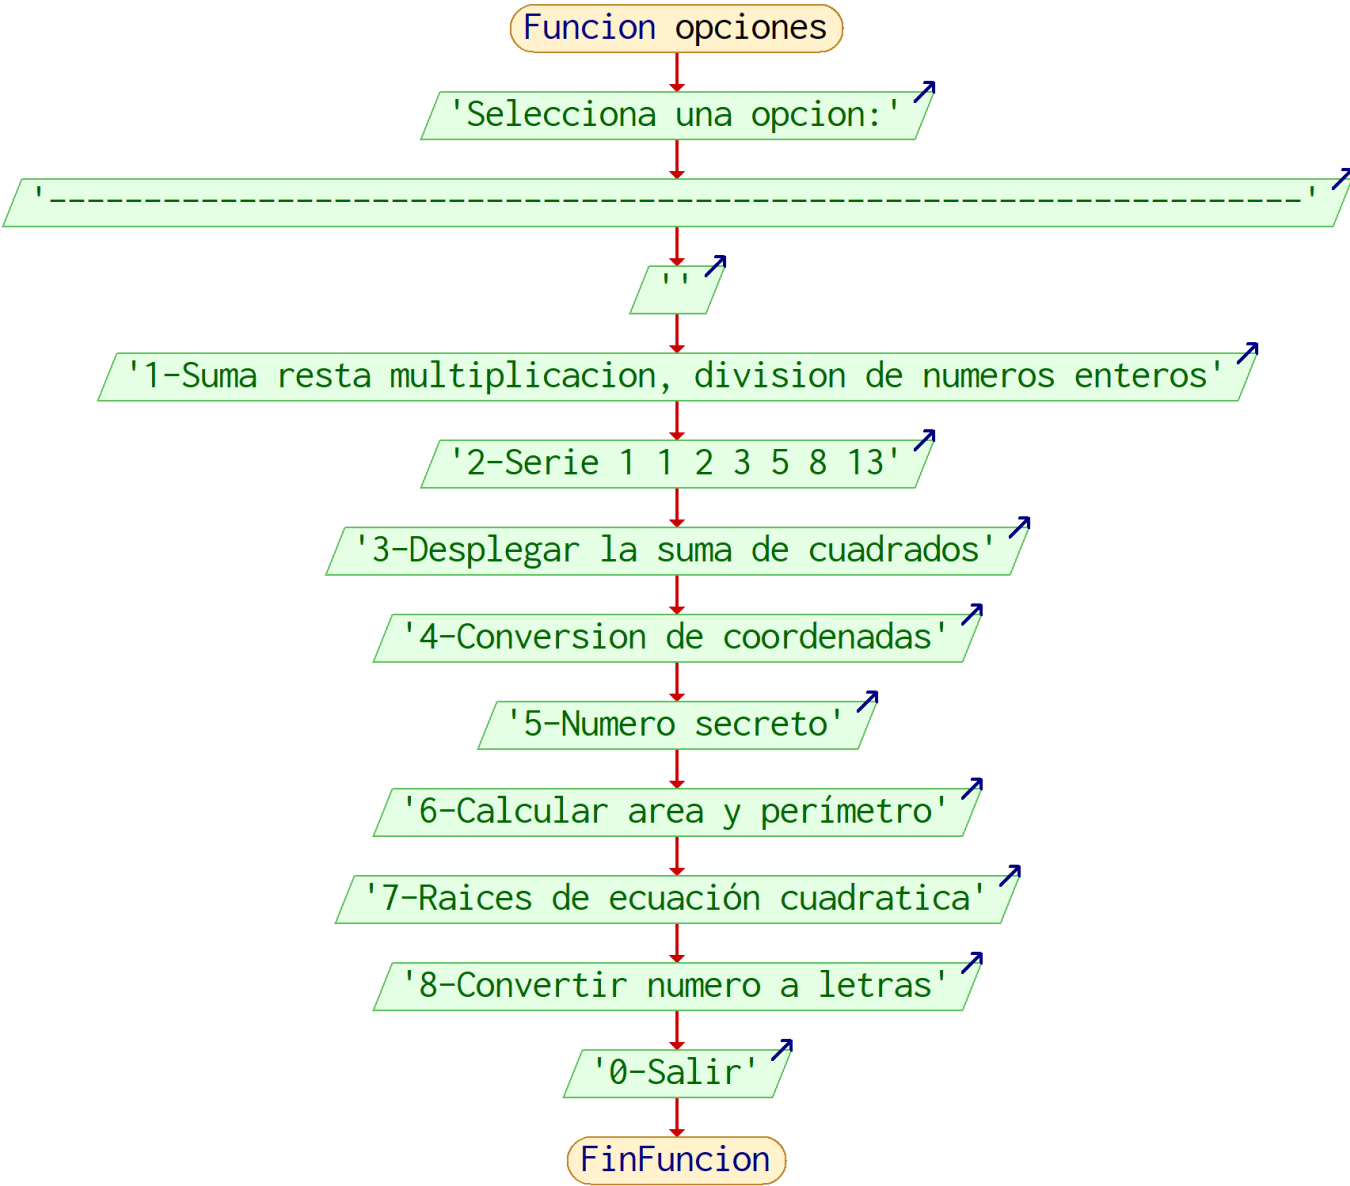 Funcion opciones
'Selecciona una opcion:'
'------------------------------------------------------------------'
''
'1-Suma resta multiplicacion, division de numeros enteros'
'2-Serie 1 1 2 3 5 8 13'
'3-Desplegar la suma de cuadrados'
'4-Conversion de coordenadas'
'5-Numero secreto'
'6-Calcular area y perímetro'
'7-Raices de ecuación cuadratica'
'8-Convertir numero a letras'
'0-Salir'
FinFuncion